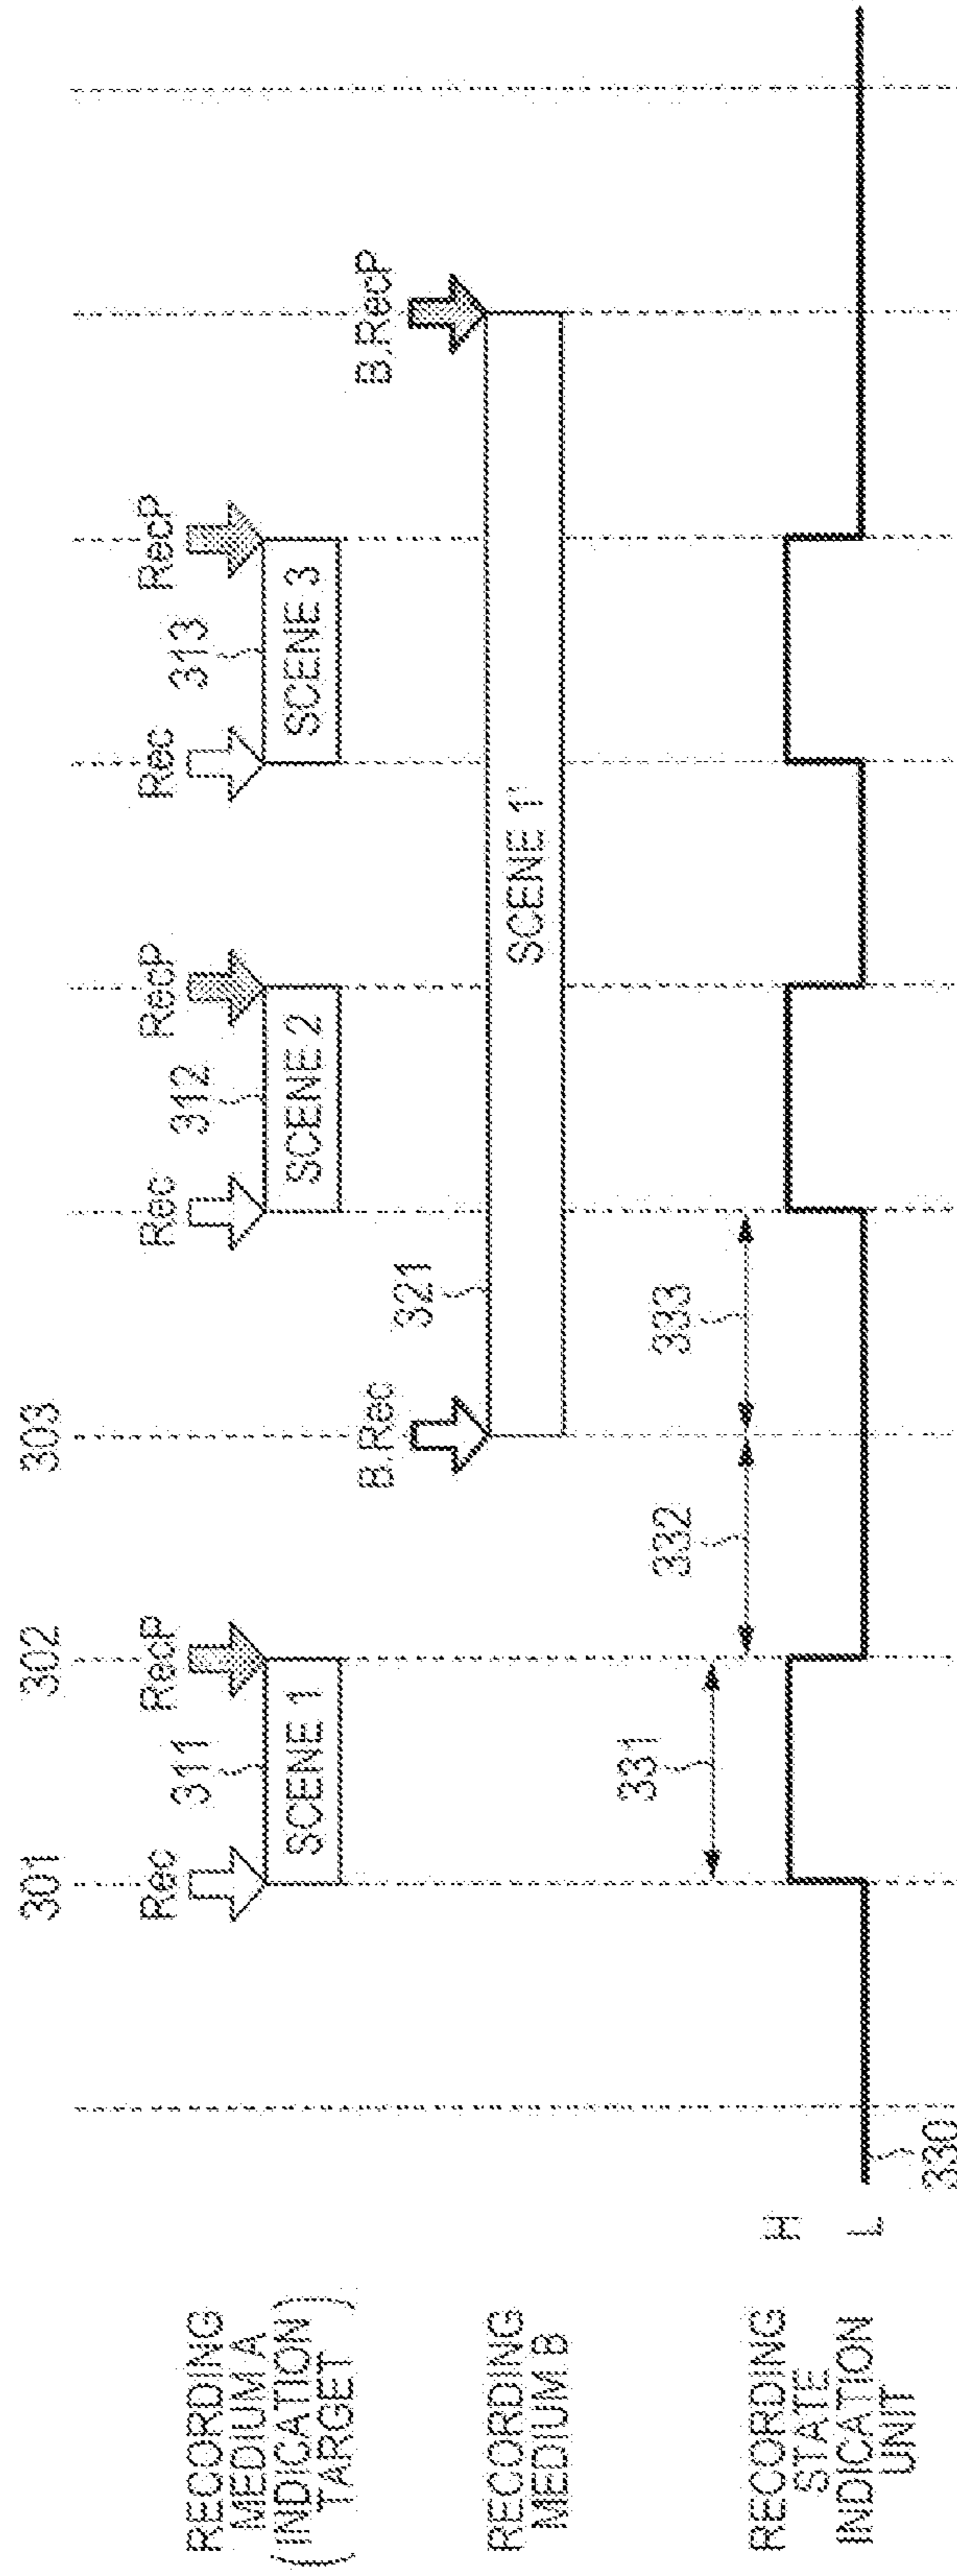 301
302
303
Rec
RecP
Rec
RecP
Rec
RecP
311
312
313
RECORDING
MEDIUM A
(INDICATION)
TARGET
SCENE 1
SCENE 2
SCENE 3
B,Rec
B,RecP
321
RECORDING
MEDIUM B
SCENE 1'
331
332
333
RECORDING
STATE
INDICATION
UNIT
H
L
330